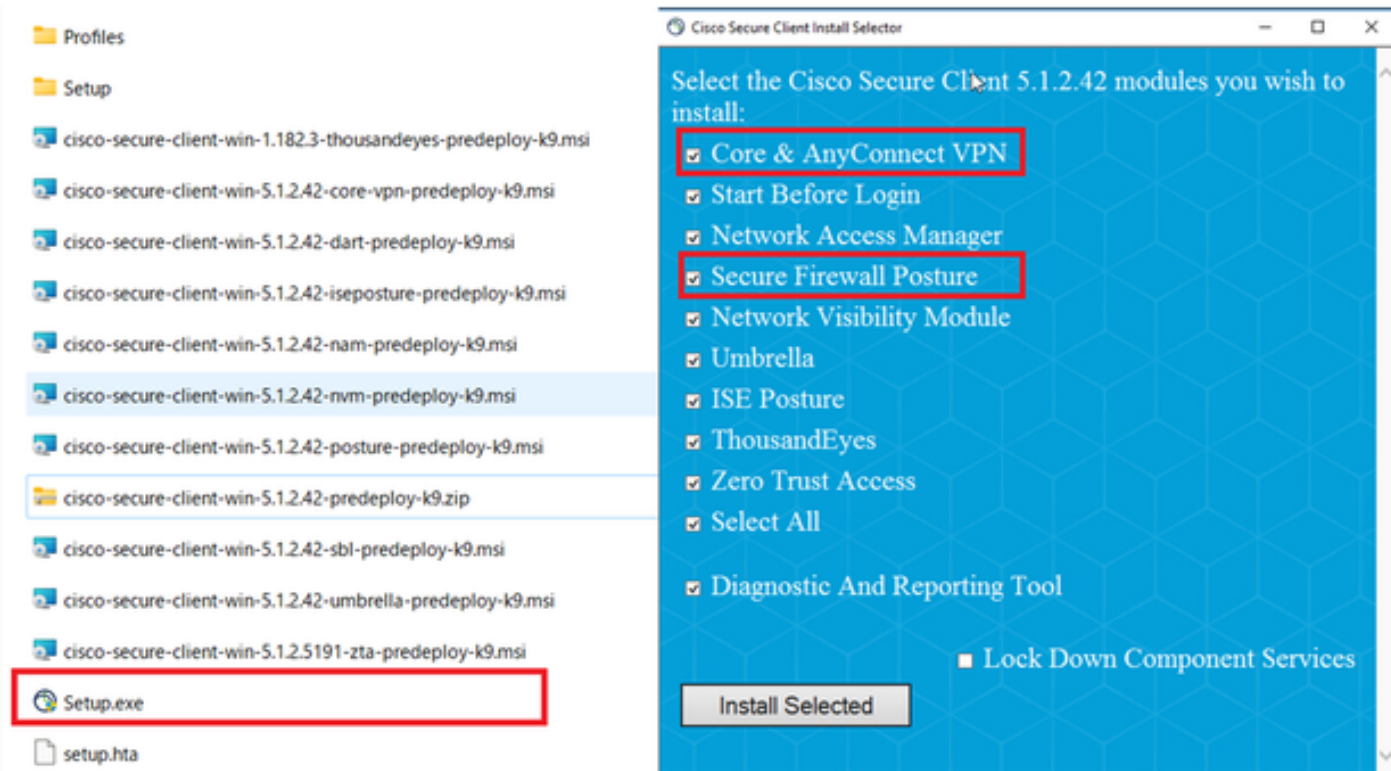 Profiles
Setup
cisco-secure-client-win-1.182.3-thousandeyes-predeploy-k9.msi
cisco-secure-client-win-5.1.2.42-core-vpn-predeploy-k9.msi
cisco-secure-client-win-5.1.2.42-dart-predeploy-k9.msi
cisco-secure-client-win-5.1.2.42-iseposture-predeploy-k9.msi
cisco-secure-client-win-5.1.2.42-nam-predeploy-k9.msi
cisco-secure-client-win-5.1.2.42-nvm-predeploy-k9.msi
cisco-secure-client-win-5.1.2.42-posture-predeploy-k9.msi
cisco-secure-client-win-5.1.2.42-predeploy-k9.zip
cisco-secure-client-win-5.1.2.42-sbl-predeploy-k9.msi
cisco-secure-client-win-5.1.2.42-umbrella-predeploy-k9.msi
cisco-secure-client-win-5.1.2.5191-zta-predeploy-k9.msi
Setup.exe
setup.hta
Cisco Secure Client Install Selector
Select the Cisco Secure Client 5.1.2.42 modules you wish to
install:
Core & AnyConnect VPN
Start Before Login
Network Access Manager
Secure Firewall Posture
Network Visibility Module
Umbrella
ISE Posture
ThousandEyes
Zero Trust Access
Select All
Diagnostic And Reporting Tool
Lock Down Component Services
Install Selected